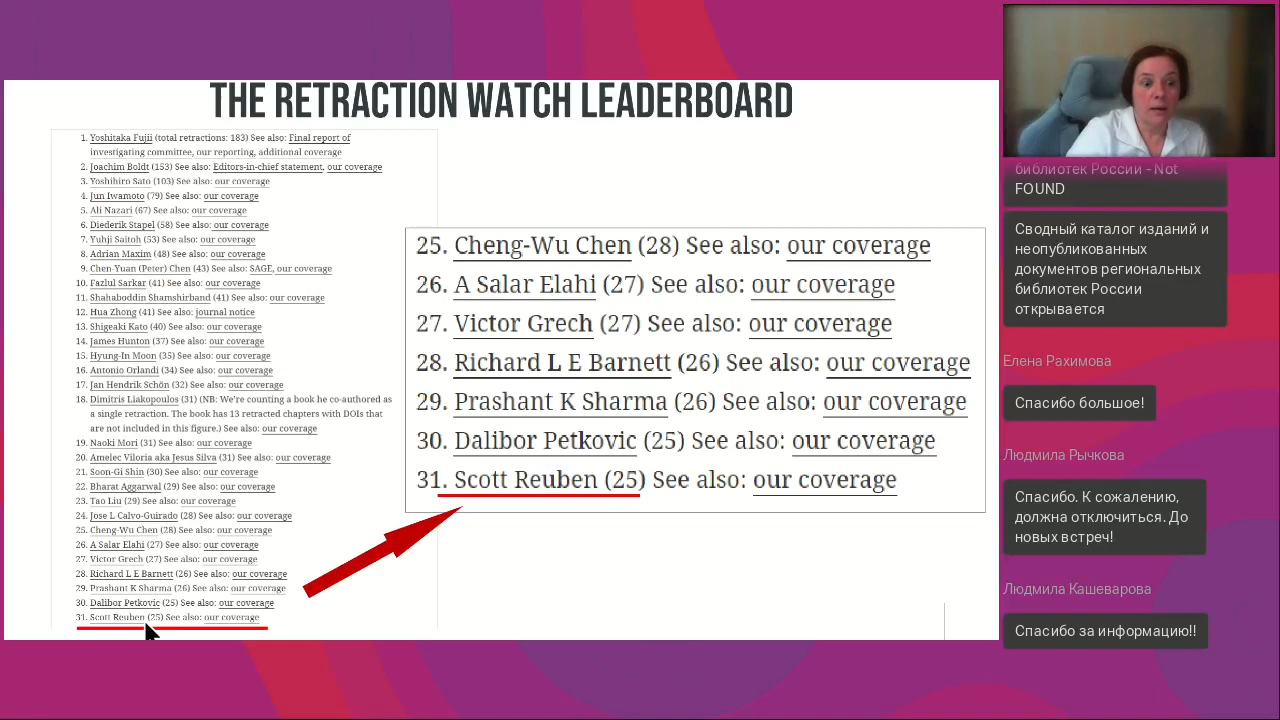 THE RETRACTION WATCH LEADERBOARD
1. Yoshitaka Fujii (total retractions: 183) See also: Final report of
investigating committee, our reporting, additional coverage
2. Joachim Boldt (153) See also: Editors-in-chief statement, our coverage
3. Yoshihiro Sato (103) See also: our coverage
4. Jun Iwamoto (79) See also: our coverage
5. Ali Nazari (67) See also: our coverage
6. Diederik Stapel (58) See also: our coverage
7. Yuhji Saitoh (53) See also: our coverage
8. Adrian Maxim (48) See also: our coverage
9. Chen-Yuan (Peter) Chen (43) See also: SAGE, our coverage
10. Fazlul Sarkar (41) See also: our coverage
11. Shahaboddin Shamshirband (41) See also: our coverage
12. Hua Zhong (41) See also: journal notice
13. Shigeaki Kato (40) See also: our coverage
14. James Hunton (37) See also: our coverage
15. Hyung-In Moon (35) See also: our coverage
16. Antonio Orlandi (34) See also: our coverage
17. Jan Hendrik Schön (32) See also: our coverage
18. Dimitris Liakopoulos (31) (NB: We're counting a book he co-authored as
a single retraction. The book has 13 retracted chapters with DOIs that
are not included in this figure.) See also: our coverage
19. Naoki Mori (31) See also: our coverage
20. Amelec Viloria aka Jesus Silva (31) See also: our coverage
21. Soon-Gi Shin (30) See also: our coverage
22. Bharat Aggarwal (29) See also: our coverage
23. Tao Liu (29) See also: our coverage
24. Jose L Calvo-Guirado (28) See also: our coverage
25. Cheng-Wu Chen (28) See also: our coverage
26. A Salar Elahi (27) See also: our coverage
27. Victor Grech (27) See also: our coverage
28. Richard L E Barnett (26) See also: our coverage
29. Prashant K Sharma (26) See also: our coverage
30. Dalibor Petkovic (25) See also: our coverage
31. Scott Reuben (25) See also: our coverage
25. Cheng-Wu Chen (28) See also: our coverage
26. A Salar Elahi (27) See also: our coverage
27. Victor Grech (27) See also: our coverage
28. Richard L E Barnett (26) See also: our coverage
29. Prashant K Sharma (26) See also: our coverage
30. Dalibor Petkovic (25) See also: our coverage
31. Scott Reuben (25) See also: our coverage
библиотек России - Not
FOUND
Сводный каталог изданий и
неопубликованных
документов региональных
библиотек России
открывается
Елена Рахимова
Спасибо большое!
Людмила Рычкова
Спасибо. К сожалению,
должна отключиться. До
новых встреч!
Людмила Кашеварова
Спасибо за информацию!!